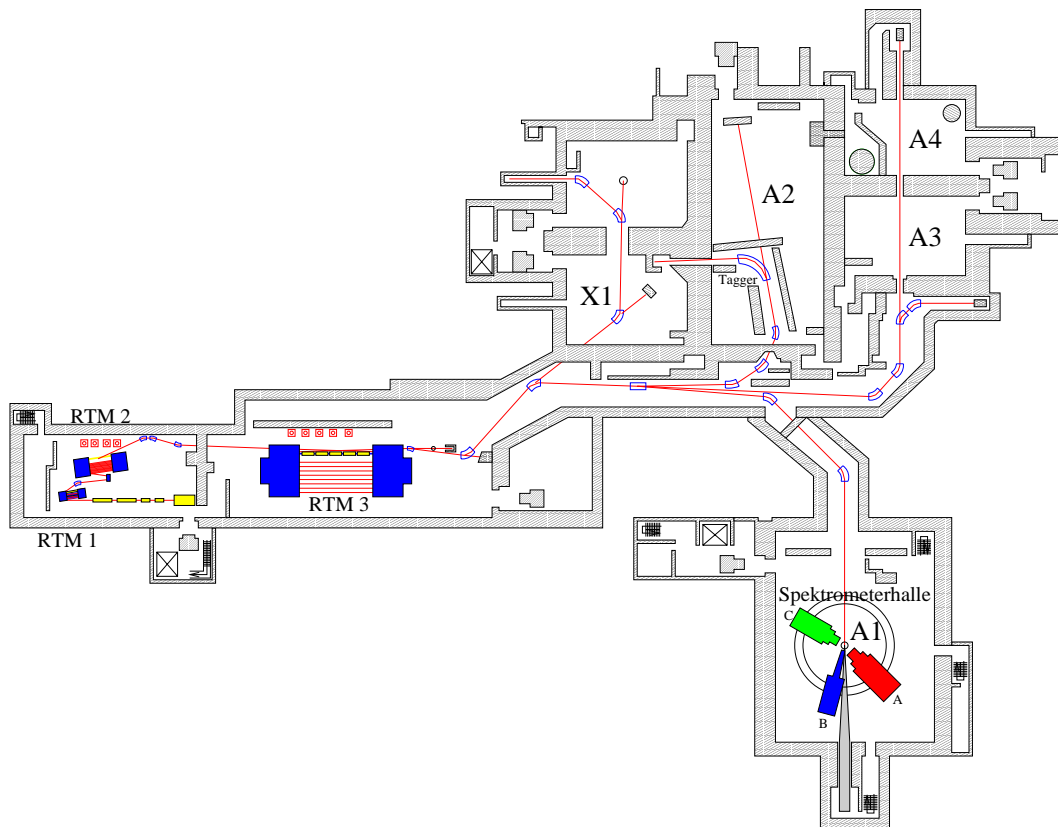 A4
A2
A3
Tagger
X1
RTM 2
RTM 3
RTM 1
Spektrometerhalle
C
A1
A
B